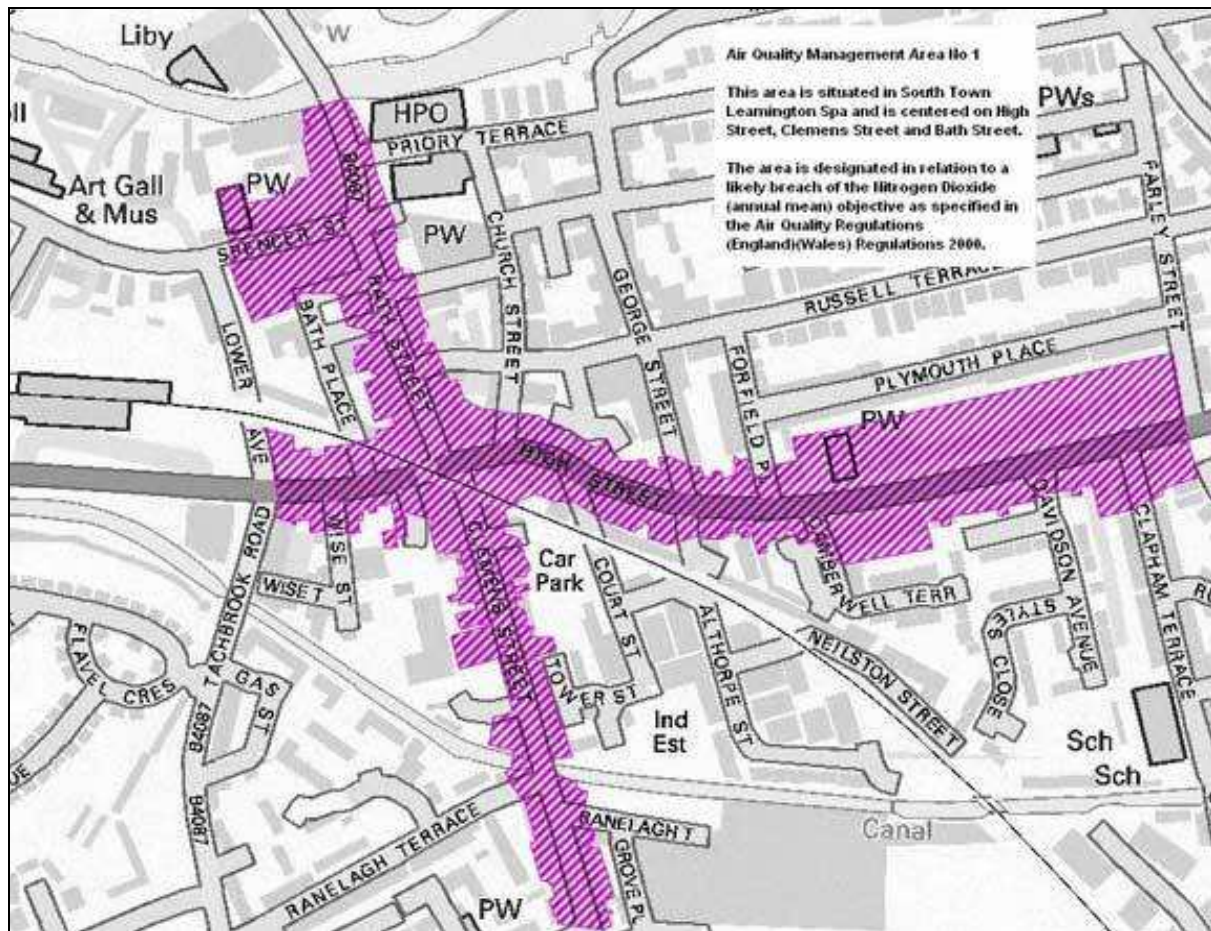 Air Quality Management Area No 1
This area is situated in South Town
Leamington Spa and is centered on High
Street, Clemens Street and Bath Street.
The area is designated in relation to a
likely breach of the Nitrogen Dioxide
(annual mean) objective as specified in
the Air Quality Regulations
(England)(Wales) Regulations 2000.
Liby
W
HPO
PRIORY TERRACE
PWs
B4087
PW
Art Gall
& Mus
SPENCER ST
PW
CHURCH STREET
FARLEY STREET
BATH STREET
BATH PLACE
LOWER
AVE
GEORGE STREET
RUSSELL TERRACE
FORFIELD PL
PLYMOUTH PLACE
PW
HIGH STREET
WISE ST
WISE T
CLEMENS STREET
Car
Park
COURT ST
CAMBERWELL TERR
DAVIDSON AVENUE
STYLES CLOSE
CLAPHAM TERRACE
RU
ALTHORPE ST
NEILSTON STREET
TACHBROOK ROAD
FLAVEL CRES
GAS ST
B4087
B4087
TOWER ST
Ind
Est
Sch
Sch
Canal
RANELAGH T
RANELAGH TERRACE
GROVE PL
PW